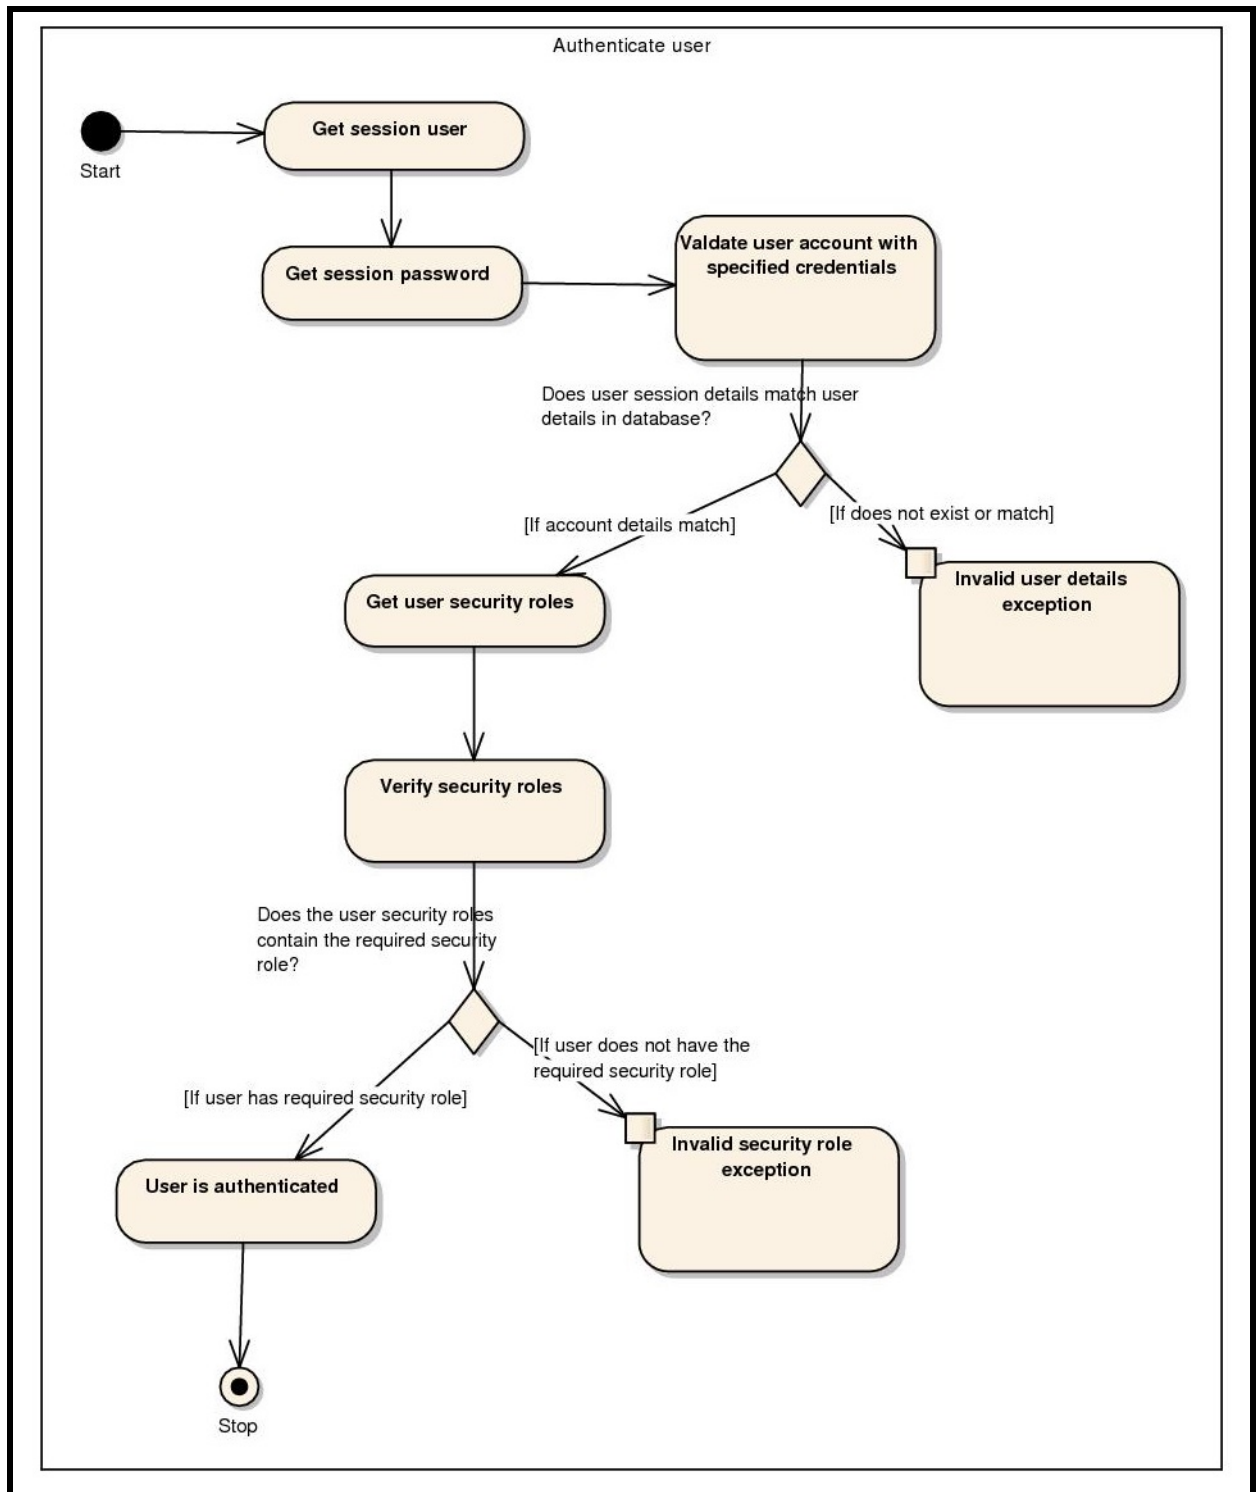 Authenticate user
Start
Get session user
Get session password
Valdate user account with
specified credentials
Does user session details match user
details in database?
[If account details match]
[If does not exist or match]
Get user security roles
Invalid user details
exception
Verify security roles
Does the user security roles
contain the required security
role?
[If user does not have the
required security role]
[If user has required security role]
Invalid security role
exception
User is authenticated
Stop